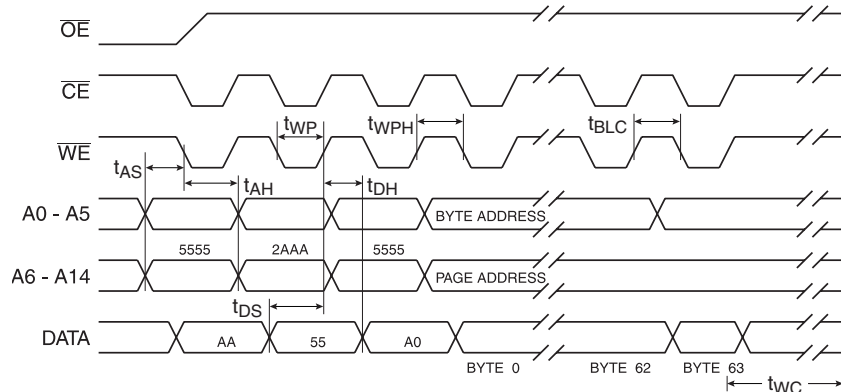 OE
CE
tWP
tWPH
tBLC
WE
tAS
tAH
tDH
A0 - A5
BYTE ADDRESS
5555
2AAA
5555
A6 - A14
PAGE ADDRESS
tDS
DATA
AA
55
A0
BYTE 0
BYTE 62
BYTE 63
tWC